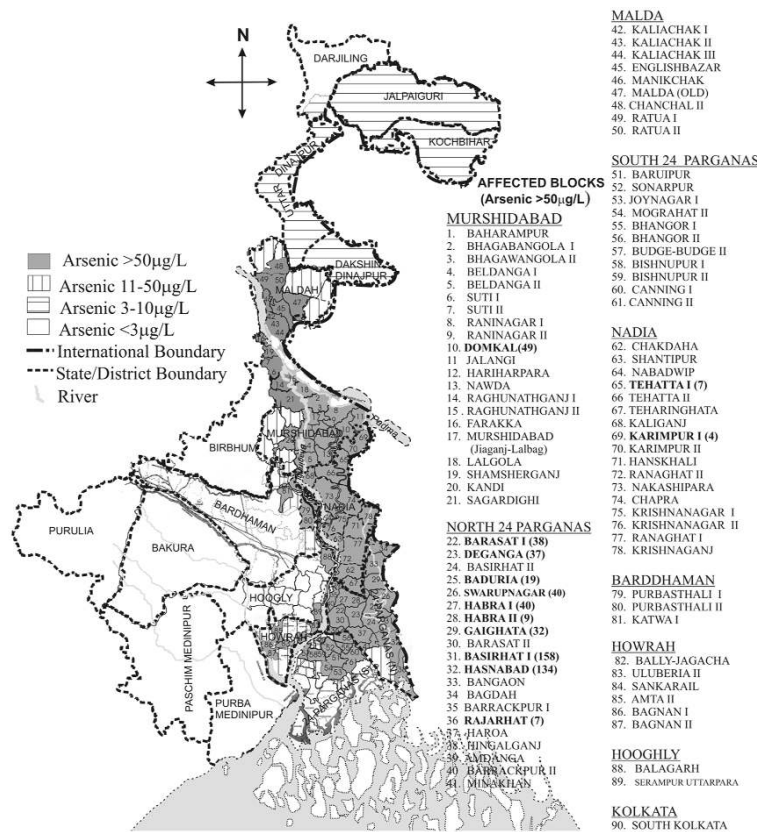 N
DARJILING
JALPAIGURI
KOCHBIHAR
UTTAR DINAJPUR
DAKSHIN
DINAJPUR
MALDAH
Arsenic >50μg/L
Arsenic 11-50μg/L
Arsenic 3-10μg/L
Arsenic <3μg/L
International Boundary
State/District Boundary
River
Padma
MURSHIDABAD
BIRBHUM
NADIA
BARDHAMAN
PURULIA
BAKURA
HOOGLY
HOWRAH
PASCHIM MEDINIPUR
PURBA
MEDINIPUR
AFFECTED BLOCKS
(Arsenic >50μg/L)
MURSHIDABAD
1. BAHARAMPUR
2. BHAGABANGOLA I
3. BHAGAWANGOLA II
4. BELDANGA I
5. BELDANGA II
6. SUTI I
7. SUTI II
8. RANINAGAR I
9. RANINAGAR II
10. DOMKAL(49)
11 JALANGI
12. HARIHARPARA
13. NAWDA
14. RAGHUNATHGANJ I
15. RAGHUNATHGANJ II
16. FARAKKA
17. MURSHIDABAD
(Jiaganj-Lalbag)
18. LALGOLA
19. SHAMSHERGANJ
20. KANDI
21. SAGARDIGHI
NORTH 24 PARGANAS
22. BARASAT I (38)
23. DEGANGA (37)
24. BASIRHAT II
25. BADURIA (19)
26. SWARUPNAGAR (40)
27. HABRA I (40)
28. HABRA II (9)
29. GAIGHATA (32)
30. BARASAT II
31. BASIRHAT I (158)
32. HASNABAD (134)
33. BANGAON
34 BAGDAH
35 BARRACKPUR I
36 RAJARHAT (7)
37. HAROA
38. HINGALGANJ
39. AMDANGA
40 BARRACKPUR II
41. MINAKHAN
MALDA
42. KALIACHAK I
43. KALIACHAK II
44. KALIACHAK III
45. ENGLISHBAZAR
46. MANIKCHAK
47. MALDA (OLD)
48. CHANCHAL II
49. RATUA I
50. RATUA II
SOUTH 24 PARGANAS
51. BARUIPUR
52. SONARPUR
53. JOYNAGAR I
54. MOGRAHAT II
55. BHANGOR I
56. BHANGOR II
57. BUDGE-BUDGE II
58. BISHNUPUR I
59. BISHNUPUR II
60. CANNING I
61. CANNING II
NADIA
62. CHAKDAHA
63. SHANTIPUR
64. NABADWIP
65. TEHATTA I (7)
66 TEHATTA II
67. TEHARINGHATA
68. KALIGANJ
69. KARIMPUR I (4)
70. KARIMPUR II
71. HANSKHALI
72. RANAGHAT II
73. NAKASHIPARA
74. CHAPRA
75. KRISHNANAGAR I
76. KRISHNANAGAR II
77. RANAGHAT I
78. KRISHNAGANJ
BARDDHAMAN
79. PURBASTHALI I
80. PURBASTHALI II
81. KATWA I
HOWRAH
82. BALLY-JAGACHA
83. ULUBERIA II
84. SANKARAIL
85. AMTA II
86. BAGNAN I
87. BAGNAN II
HOOGHLY
88. BALAGARH
89. SERAMPUR UTTARPARA
KOLKATA
90. SOUTH KOLKATA